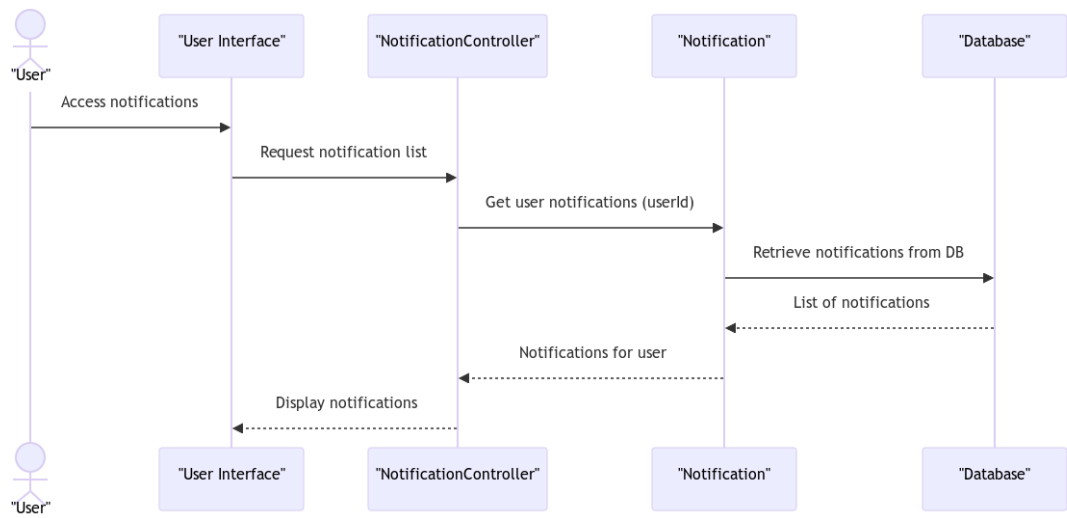 "User Interface" "NotificationController" "Notification" "Database"
"User"
Access notifications
Request notification list
Get user notifications (userId)
Retrieve notifications from DB
List of notifications
Notifications for user
Display notifications
"User Interface" "NotificationController" "Notification" "Database"
"User"